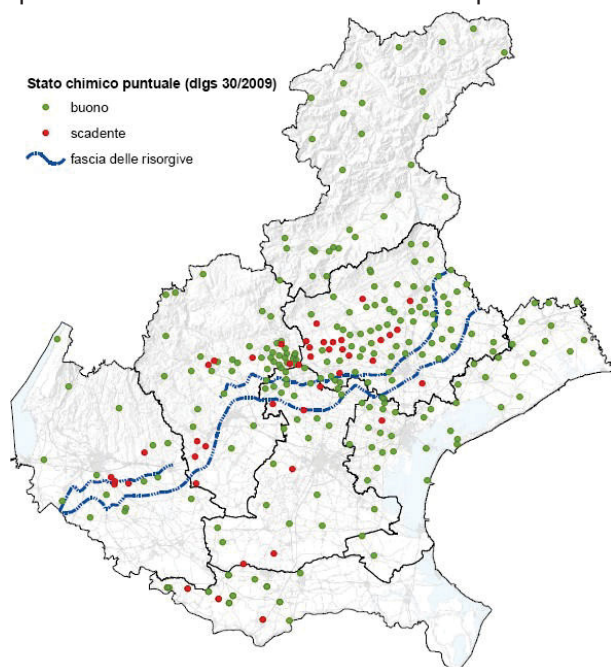 Stato chimico puntuale (dlgs 30/2009)
buono
scadente
fascia delle risorgive